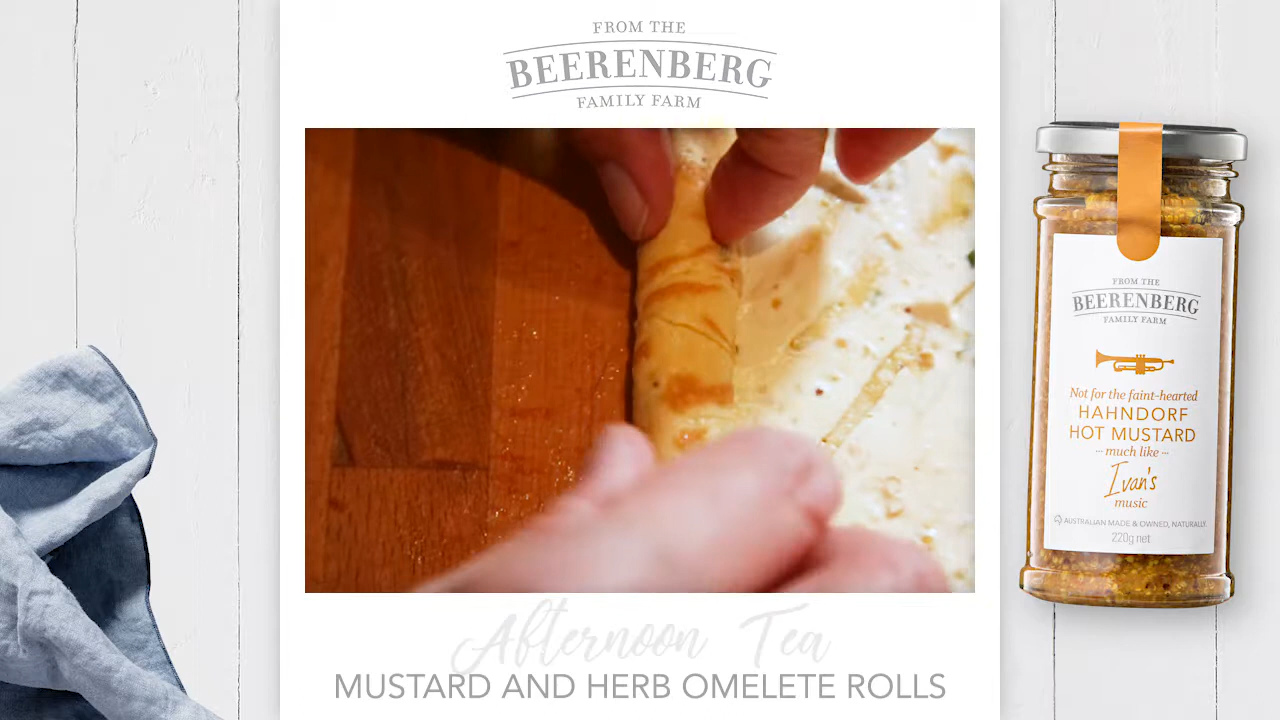 FROM THE
BEERENBERG
FAMILY FARM
Afternoon Tea
MUSTARD AND HERB OMELETE ROLLS
FROM THE
BEERENBERG
FAMILY FARM
Not for the faint-hearted
HAHNDORF
HOT MUSTARD
··· much like ···
Ivan's
music
AUSTRALIAN MADE & OWNED, NATURALLY.
220g net